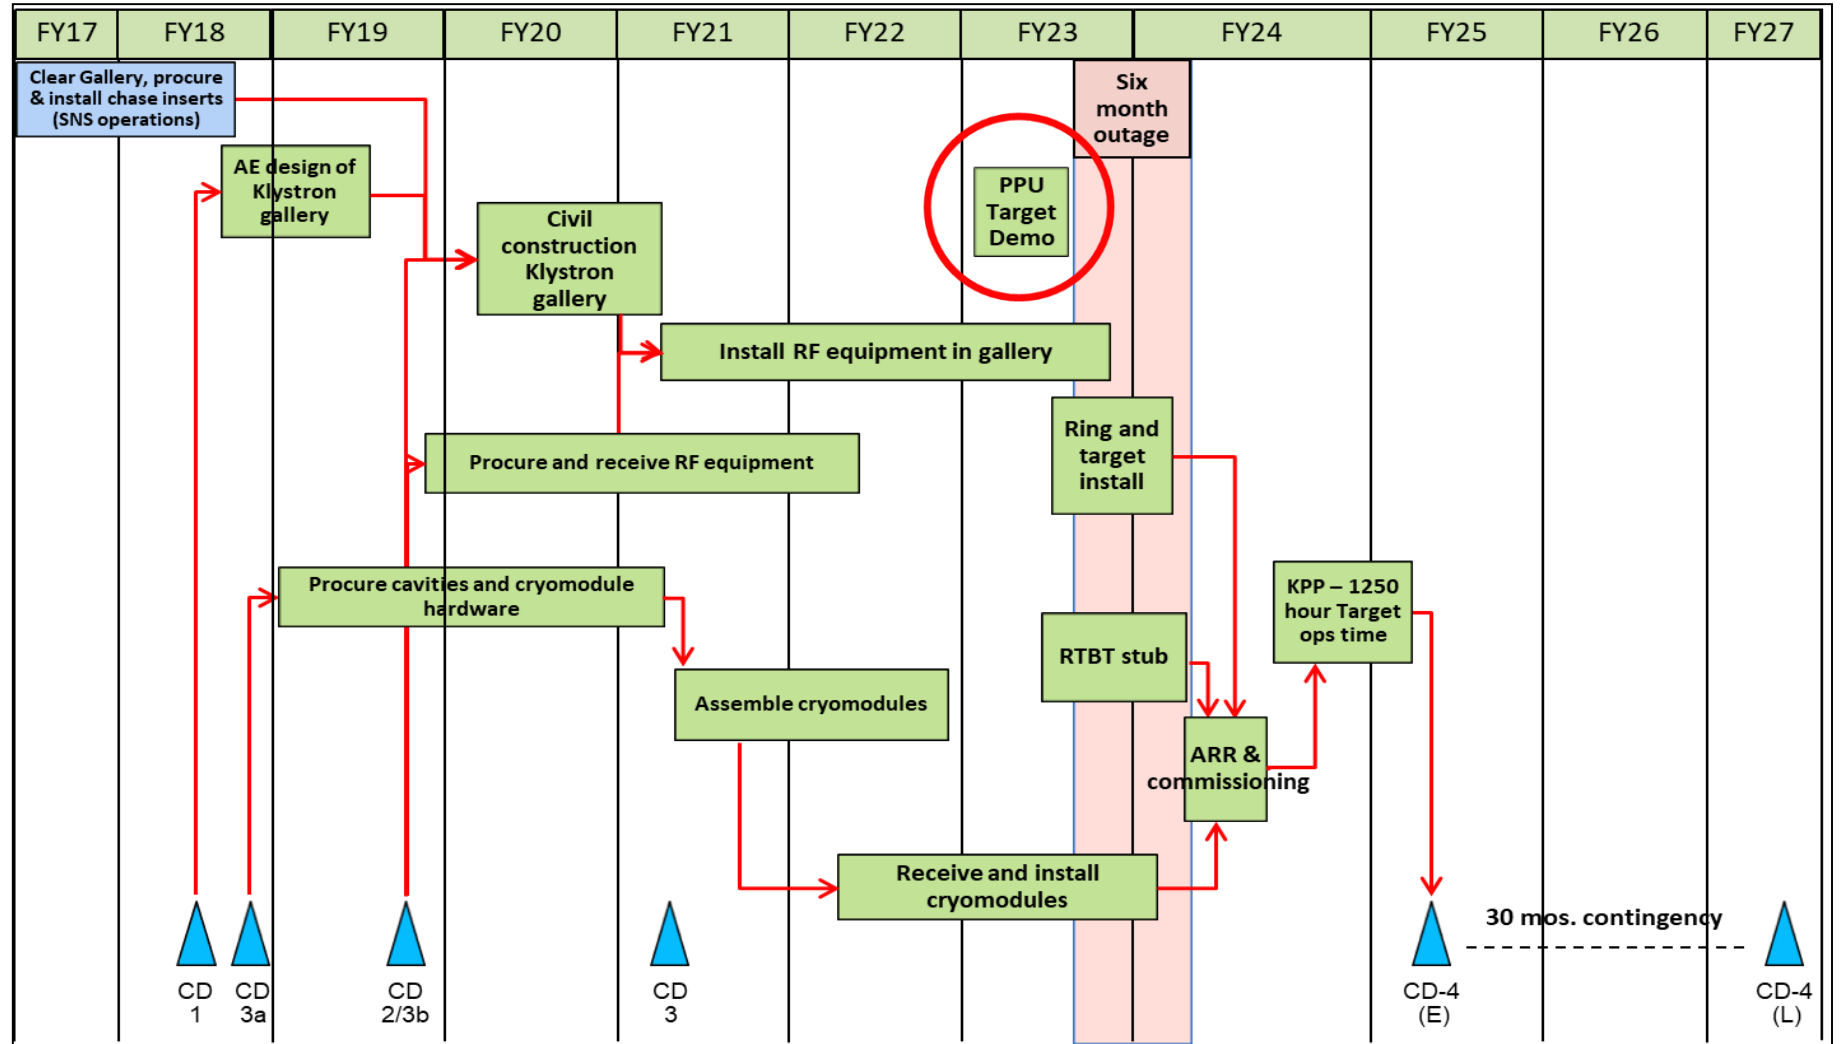 FY17 FY18 FY19 FY20 FY21 FY22 FY23 FY24 FY25 FY26 FY27
Clear Gallery, procure
& install chase inserts
(SNS operations)
Six
month
outage
AE design of
Klystron
gallery
PPU
Target
Demo
Civil
construction
Klystron
gallery
Install RF equipment in gallery
Ring and
target
install
Procure and receive RF equipment
Procure cavities and cryomodule
hardware
KPP – 1250
hour Target
ops time
RTBT stub
Assemble cryomodules
ARR &
commissioning
Receive and install
cryomodules
30 mos. contingency
CD
1
CD
3a
CD
2/3b
CD
3
CD-4
(E)
CD-4
(L)